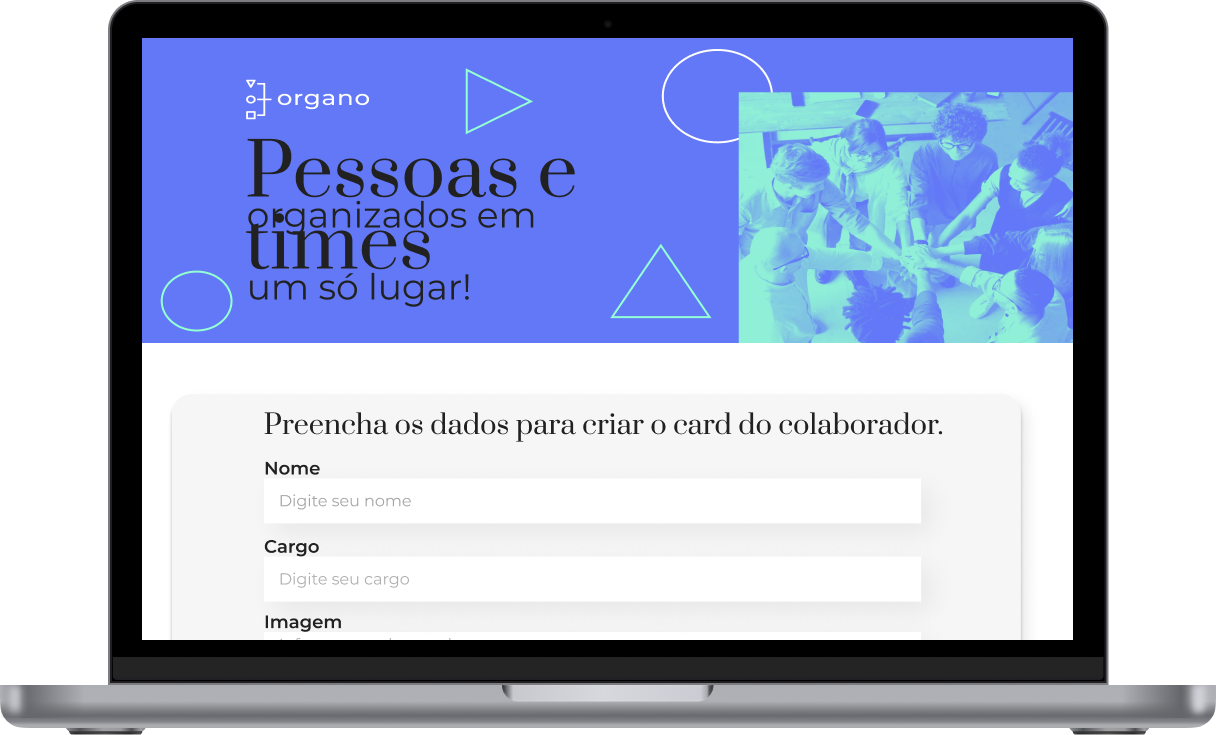 organo
Pessoas e
organizados em
times
um só lugar!
Preencha os dados para criar o card do colaborador.
Nome
Digite seu nome
Cargo
Digite seu cargo
Imagem